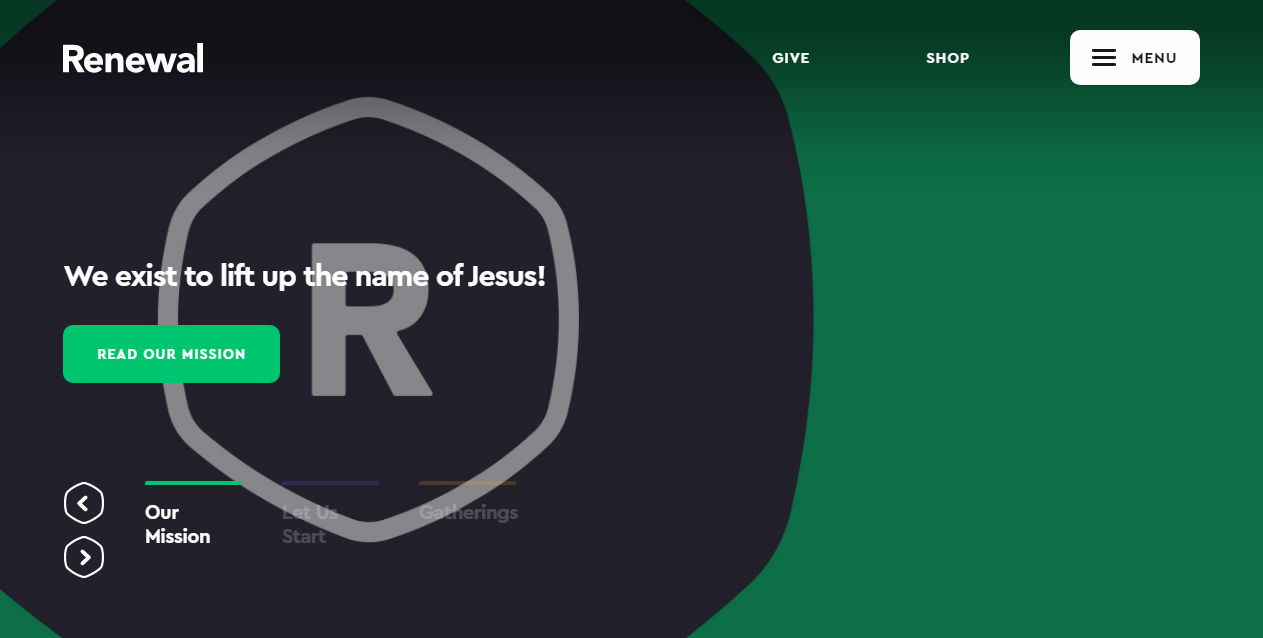 Renewal
GIVE
SHOP
MENU
R
We exist to lift up the name of Jesus!
READ OUR MISSION
Our
Mission
Let Us
Start
Gatherings